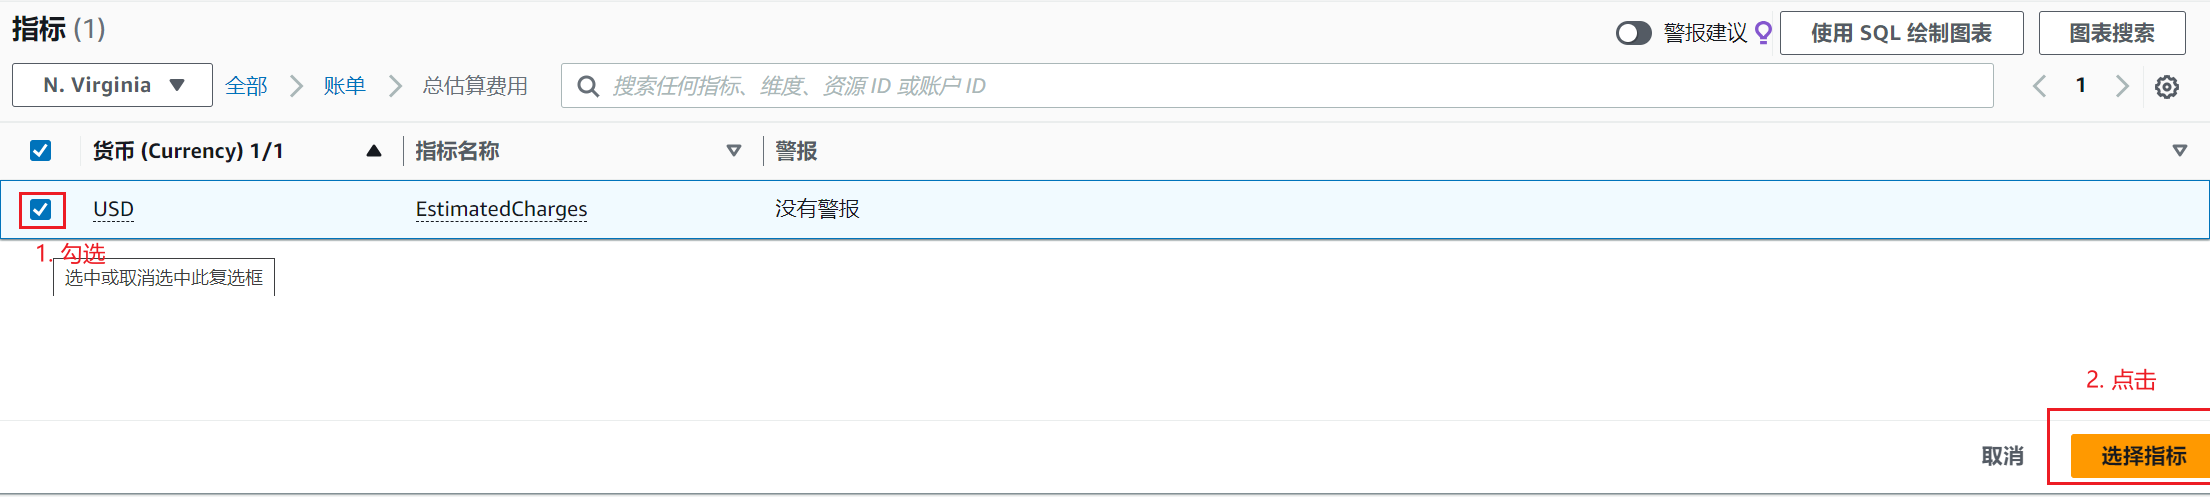 指标 (1)
警报建议
使用 SQL 绘制图表
图表搜索
N. Virginia
全部
账单
总估算费用
搜索任何指标、维度、资源 ID 或账户 ID
1
货币 (Currency) 1/1
指标名称
警报
USD
EstimatedCharges
没有警报
1. 勾选
选中或取消选中此复选框
2. 点击
取消
选择指标